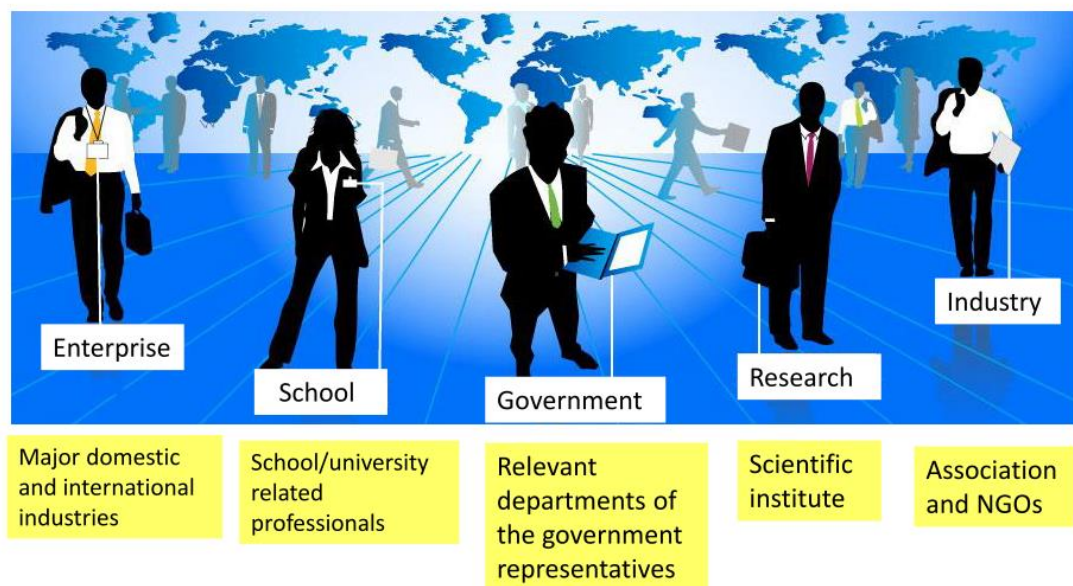 Enterprise
School
Government
Research
Industry
Major domestic
and international
industries
School/university
related
professionals
Relevant
departments of
the government
representatives
Scientific
institute
Association
and NGOs